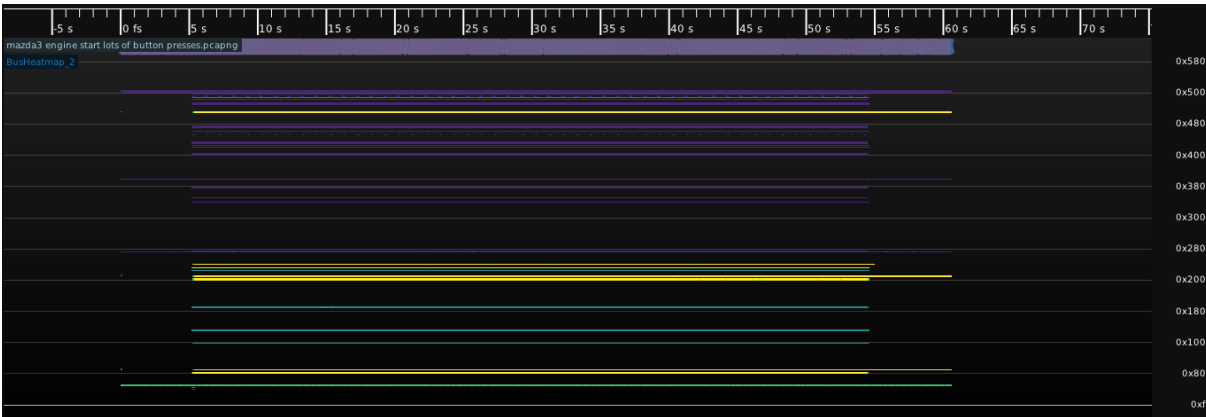 -5 s 0 fs 5 s 10 s 15 s 20 s 25 s 30 s 35 s 40 s 45 s 50 s 55 s 60 s 65 s 70 s
mazda3 engine start lots of button presses.pcapng
BusHeatmap_2
0x580
0x500
0x480
0x400
0x380
0x300
0x280
0x200
0x180
0x100
0x80
0xf